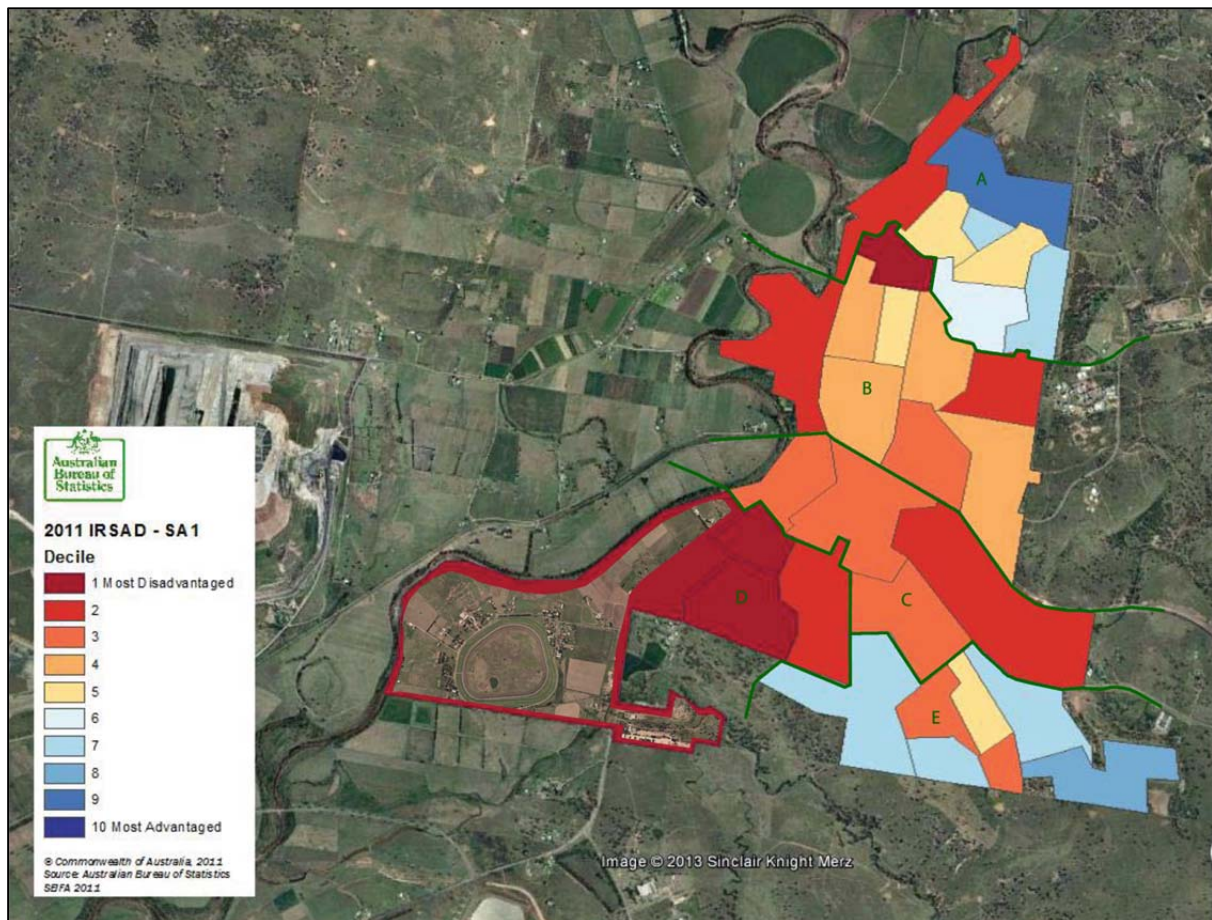 A
B
C
D
E
Australian
Bureau of
Statistics
2011 IRSAD - SA1
Decile
1 Most Disadvantaged
2
3
4
5
6
7
8
9
10 Most Advantaged
© Commonwealth of Australia, 2011
Source: Australian Bureau of Statistics
SEIFA 2011
Image © 2013 Sinclair Knight Merz